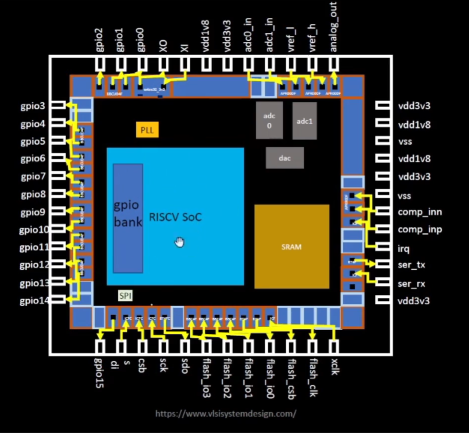 gpio2
gpio1
gpio0
XO
XI
vdd1v8
vdd3v3
adc0_in
adc1_in
vref_l
vref_h
analog_out
gpio3
gpio4
gpio5
gpio6
gpio7
gpio8
gpio9
gpio10
gpio11
gpio12
gpio13
gpio14
vdd3v3
vdd1v8
vss
vdd1v8
vdd3v3
vss
comp_inn
comp_inp
irq
ser_tx
ser_rx
vdd3v3
PLL
adc
0
adc1
dac
gpio
bank
RISCV SoC
SRAM
SPI
gpio15
di
s
csb
sck
sdo
flash_io3
flash_io2
flash_io1
flash_io0
flash_csb
flash_clk
xclk
https://www.vlsisystemdesign.com/